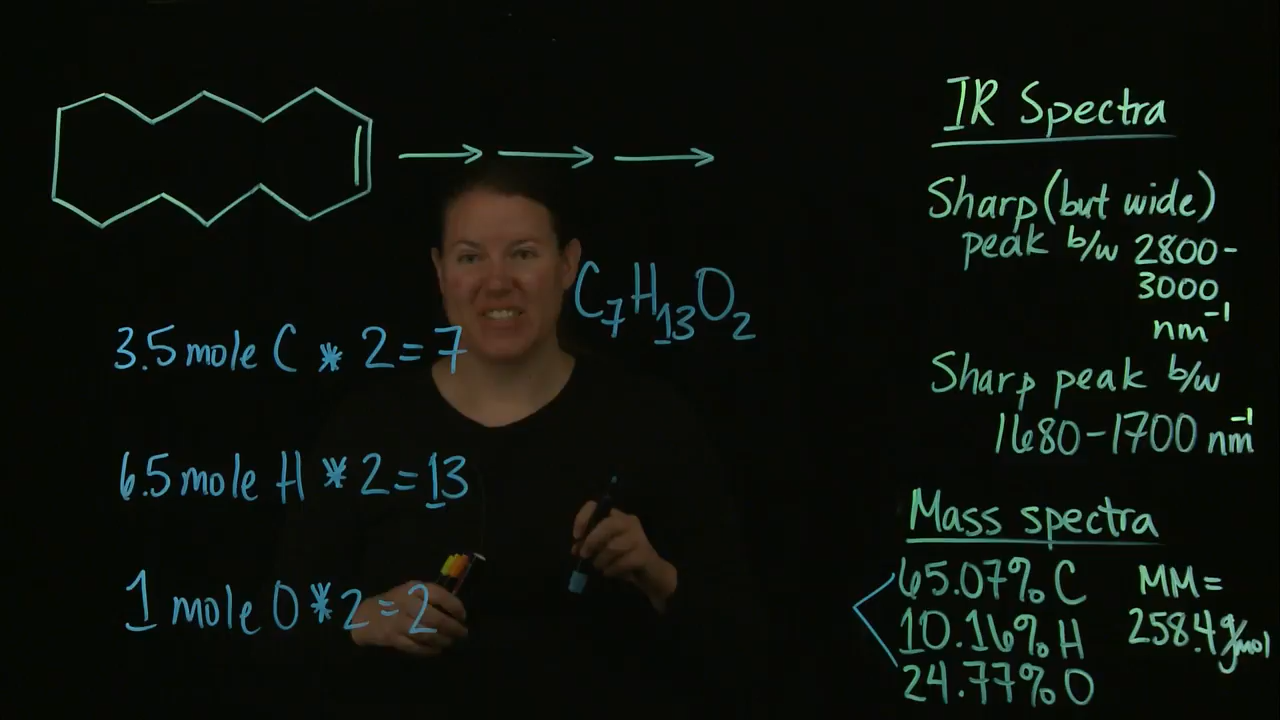 C₇H₁₃O₂
3.5 mole C * 2 = 7
6.5 mole H * 2 = 13
1 mole O * 2 = 2
IR Spectra
Sharp (but wide)
peak b/w 2800-
3000
nm⁻¹
Sharp peak b/w
1680-1700 nm⁻¹
Mass spectra
65.07% C
10.16% H
24.77% O
MM =
258.4 g/mol